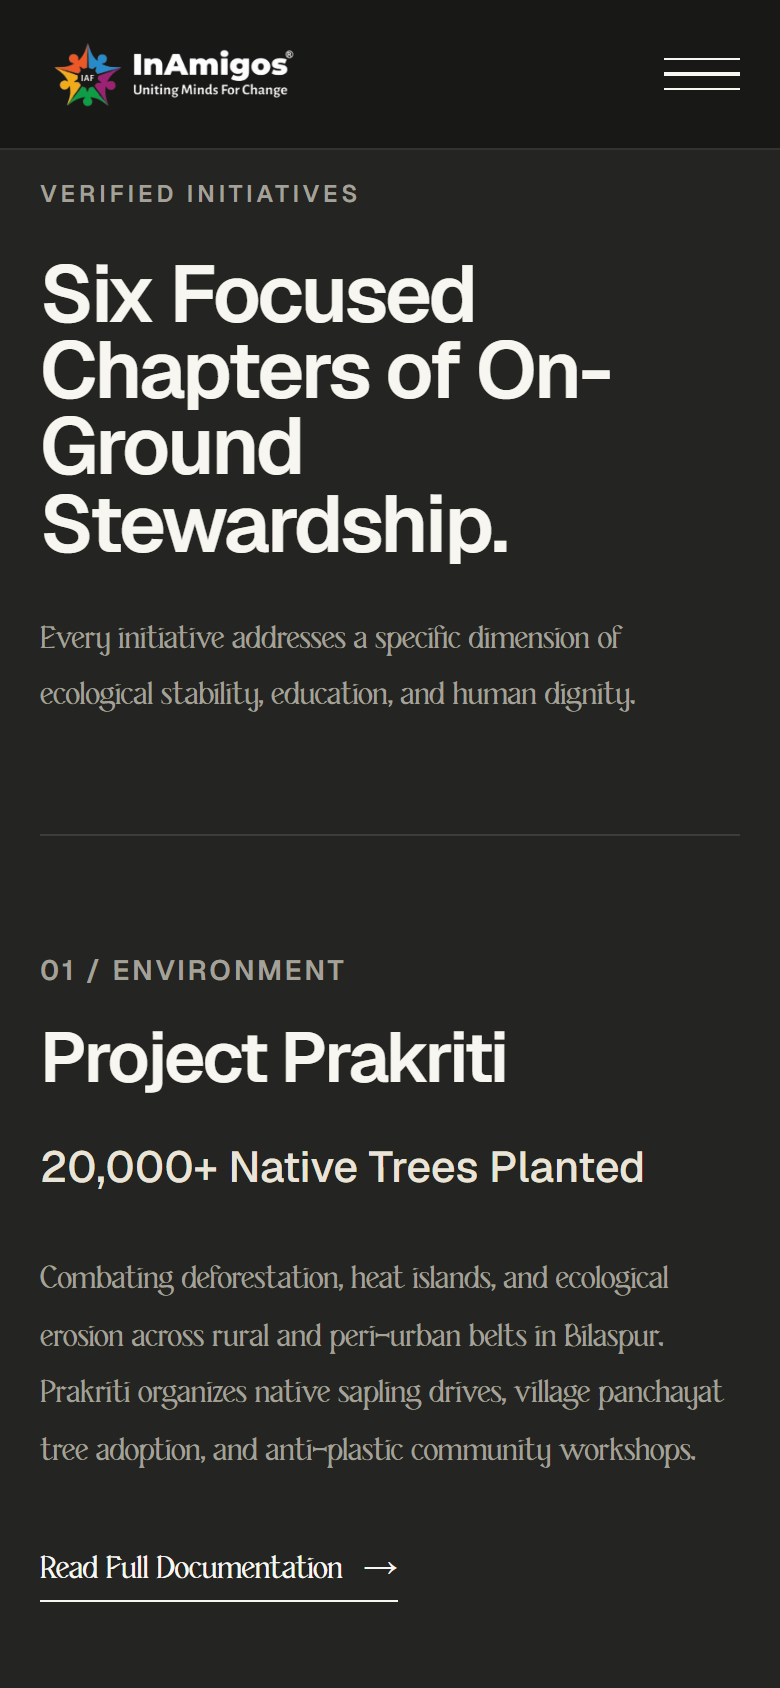 IAF
InAmigos®
Uniting Minds For Change
VERIFIED INITIATIVES
Six Focused
Chapters of On-
Ground
Stewardship.
Every initiative addresses a specific dimension of
ecological stability, education, and human dignity.
01 / ENVIRONMENT
Project Prakriti
20,000+ Native Trees Planted
Combating deforestation, heat islands, and ecological
erosion across rural and peri-urban belts in Bilaspur.
Prakriti organizes native sapling drives, village panchayat
tree adoption, and anti-plastic community workshops.
Read Full Documentation →